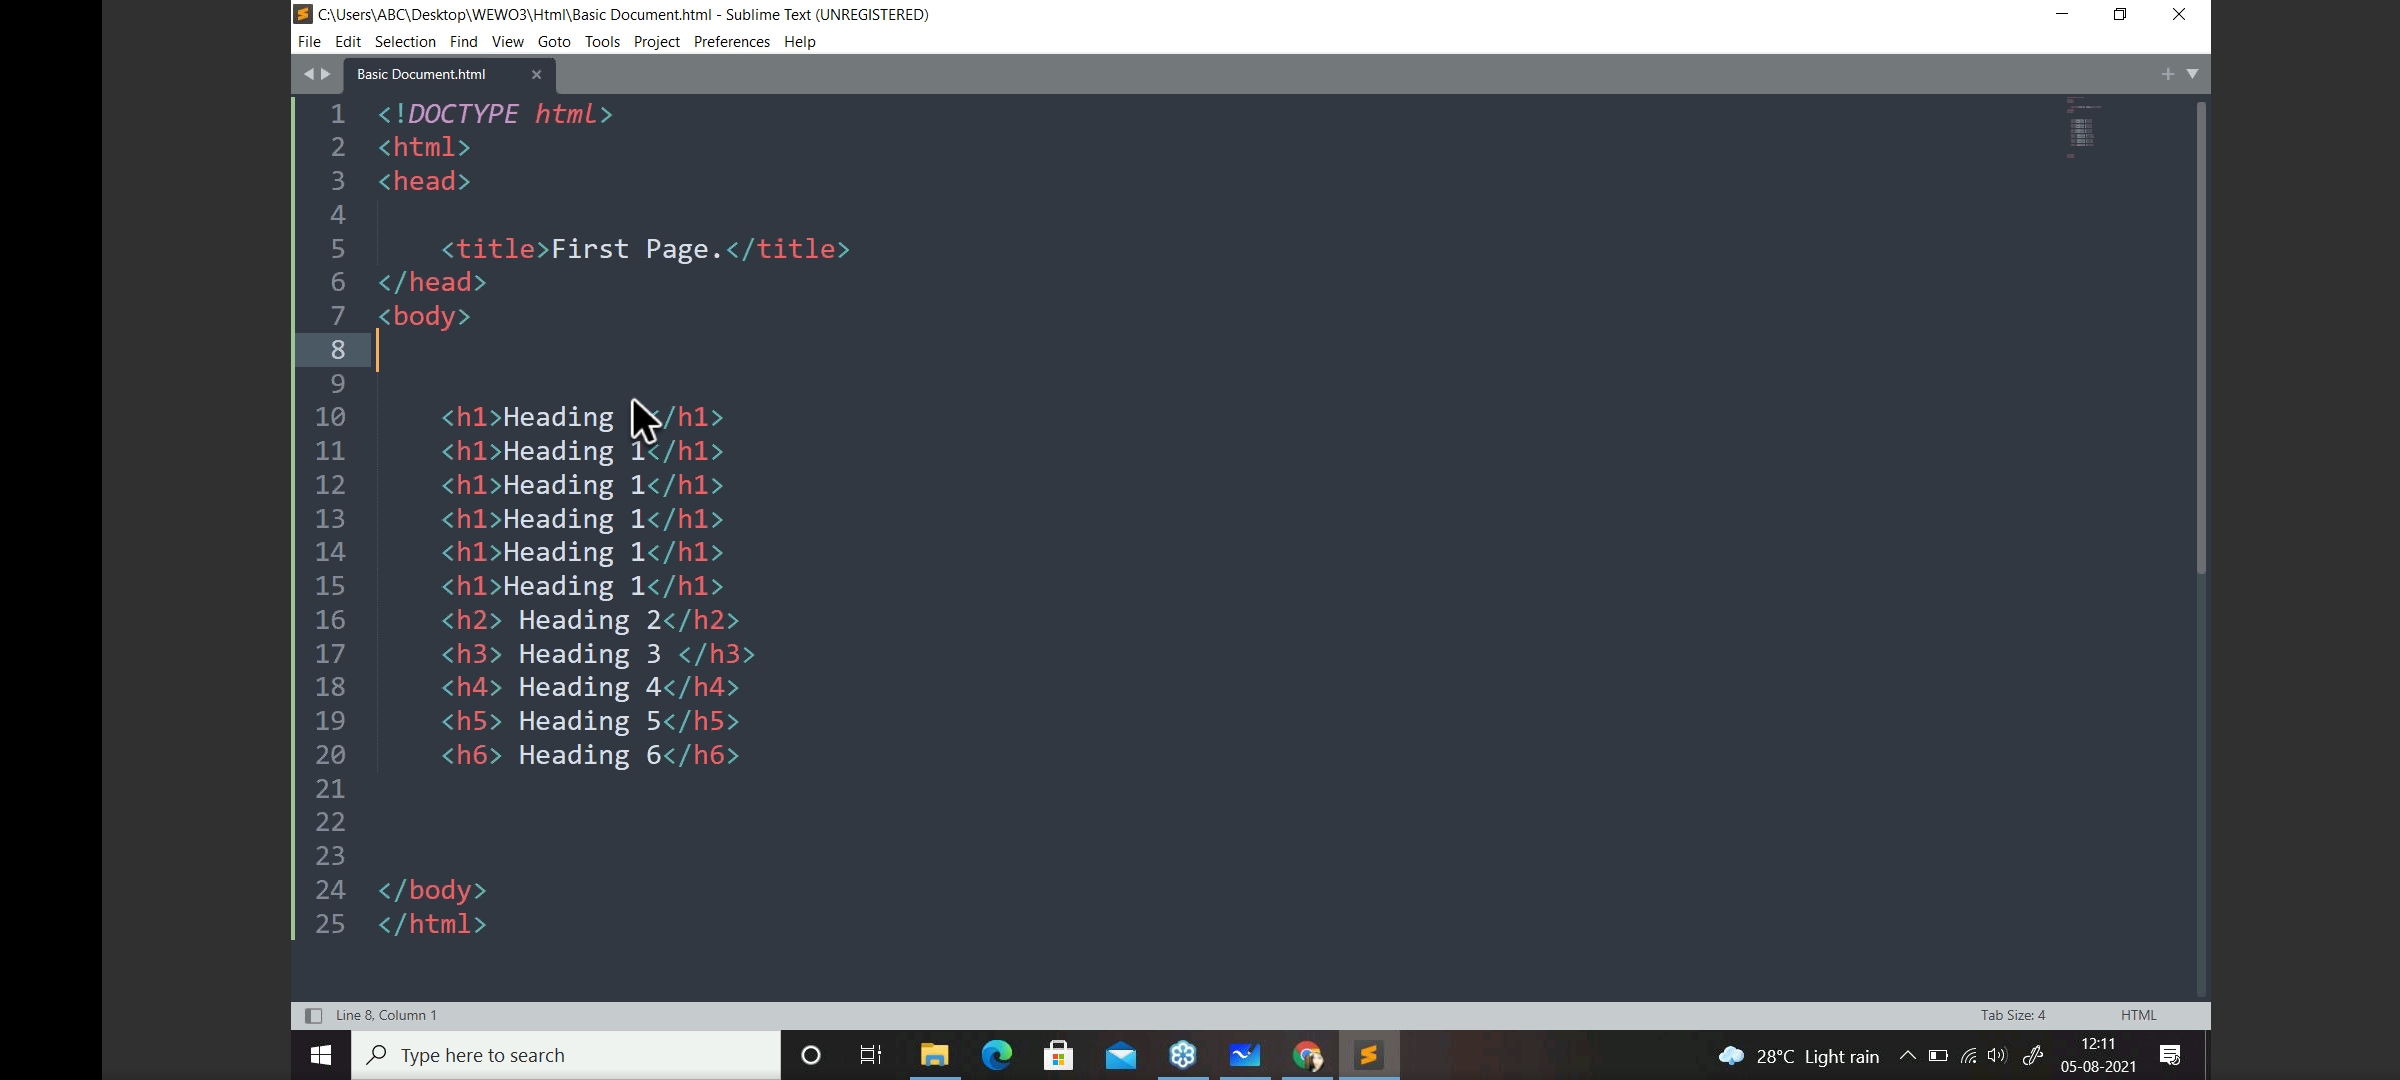 C:\Users\ABC\Desktop\WEWO3\Html\Basic Document.html - Sublime Text (UNREGISTERED)
File Edit Selection Find View Goto Tools Project Preferences Help
Basic Document.html
1 <!DOCTYPE html>
2 <html>
3 <head>
4
5 <title>First Page.</title>
6 </head>
7 <body>
8
9
10 <h1>Heading </h1>
11 <h1>Heading 1</h1>
12 <h1>Heading 1</h1>
13 <h1>Heading 1</h1>
14 <h1>Heading 1</h1>
15 <h1>Heading 1</h1>
16 <h2> Heading 2</h2>
17 <h3> Heading 3 </h3>
18 <h4> Heading 4</h4>
19 <h5> Heading 5</h5>
20 <h6> Heading 6</h6>
21
22
23
24 </body>
25 </html>
Line 8, Column 1 Tab Size: 4 HTML
Type here to search 28°C Light rain 12:11
05-08-2021